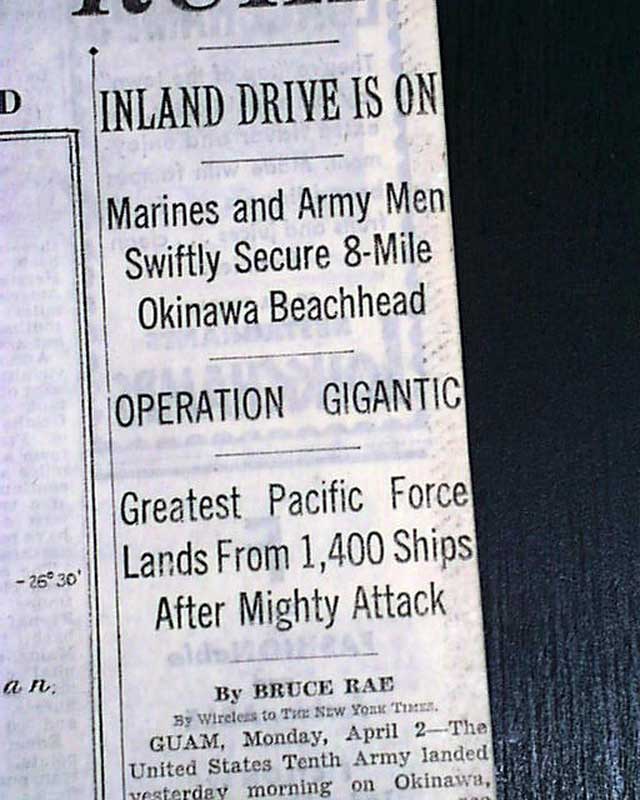 D
INLAND DRIVE IS ON
Marines and Army Men
Swiftly Secure 8-Mile
Okinawa Beachhead
OPERATION GIGANTIC
Greatest Pacific Force
Lands From 1,400 Ships
After Mighty Attack
-26°30'
an.
By BRUCE RAE
By Wireless to THE NEW YORK TIMES.
GUAM, Monday, April 2—The
United States Tenth Army landed
yesterday morning on Okinawa,